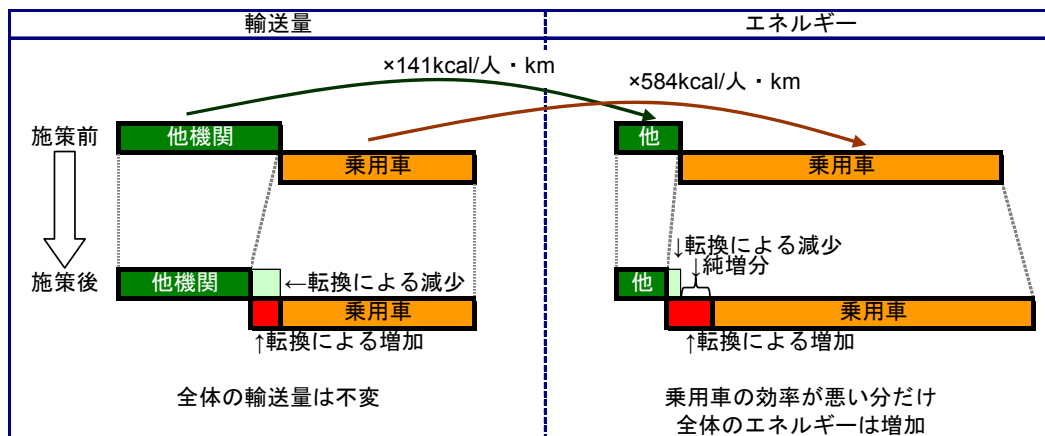 輸送量
エネルギー
×141kcal/人・km
×584kcal/人・km
施策前
他機関
他
乗用車
乗用車
↓転換による減少
↓純増分
施策後
他機関
←転換による減少
他
乗用車
乗用車
↑転換による増加
↑転換による増加
全体の輸送量は不変
乗用車の効率が悪い分だけ
全体のエネルギーは増加